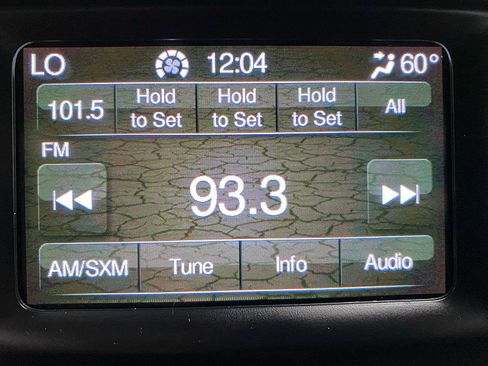 LO 12:04 60°
101.5 Hold to Set Hold to Set Hold to Set All
FM
93.3
AM/SXM Tune Info Audio